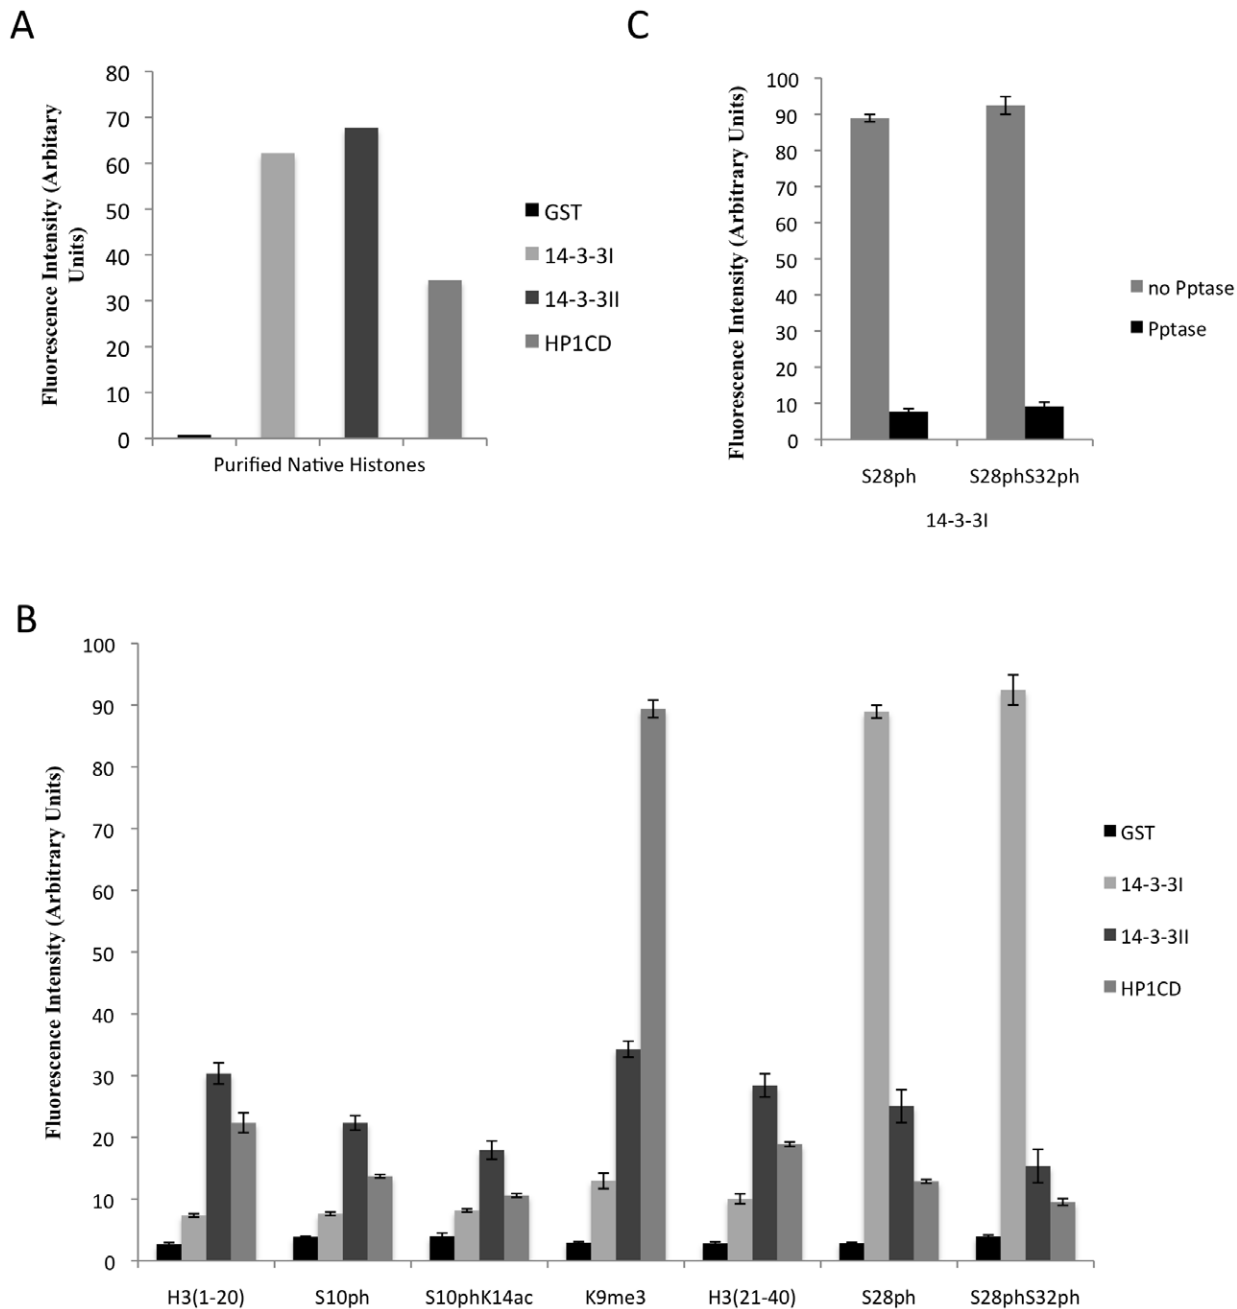 A
Fluorescence Intensity (Arbitary
Units)
80
70
60
50
40
30
20
10
0
Purified Native Histones
GST
14-3-3I
14-3-3II
HP1CD
C
Fluorescence Intensity (Arbitrary Units)
100
90
80
70
60
50
40
30
20
10
0
S28ph S28phS32ph
14-3-3I
no Pptase
Pptase
B
Fluorescence Intensity (Arbitrary Units)
100
90
80
70
60
50
40
30
20
10
0
H3(1-20) S10ph S10phK14ac K9me3 H3(21-40) S28ph S28phS32ph
GST
14-3-3I
14-3-3II
HP1CD